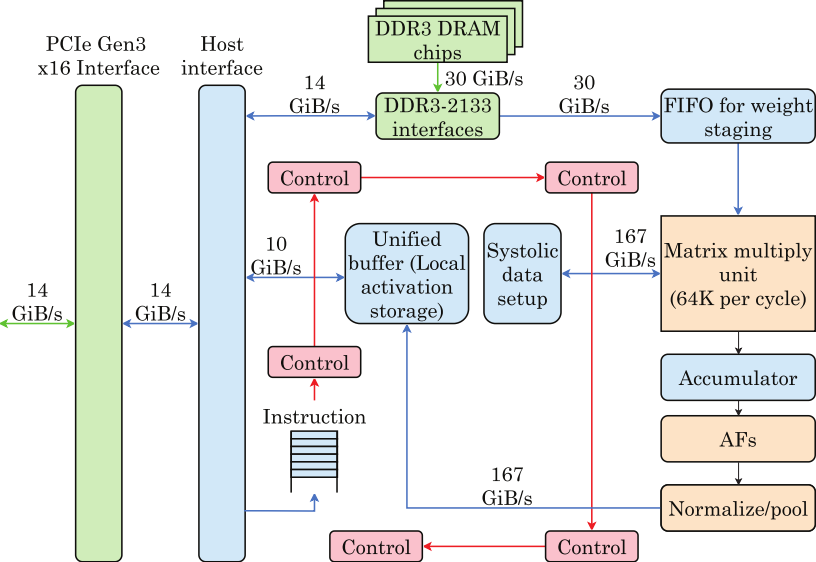 DDR3 DRAM
chips
PCIe Gen3
x16 Interface
Host
interface
30 GiB/s
14
GiB/s
DDR3-2133
interfaces
30
GiB/s
FIFO for weight
staging
Control
Control
10
GiB/s
Unified
buffer (Local
activation
storage)
Systolic
data
setup
167
GiB/s
Matrix multiply
unit
(64K per cycle)
14
GiB/s
14
GiB/s
Control
Accumulator
Instruction
AFs
167
GiB/s
Normalize/pool
Control
Control